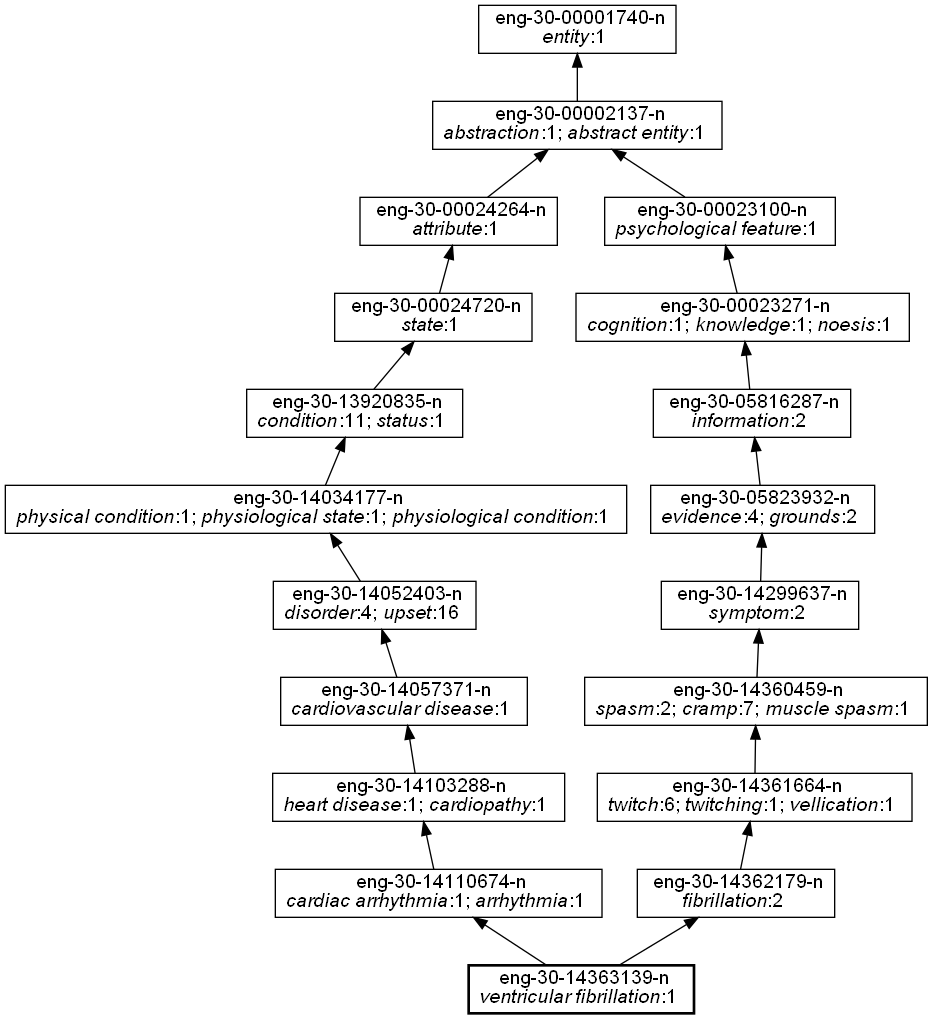 eng-30-00001740-n
entity:1
eng-30-00002137-n
abstraction:1; abstract entity:1
eng-30-00024264-n
attribute:1
eng-30-00023100-n
psychological feature:1
eng-30-00024720-n
state:1
eng-30-00023271-n
cognition:1; knowledge:1; noesis:1
eng-30-13920835-n
condition:11; status:1
eng-30-05816287-n
information:2
eng-30-14034177-n
physical condition:1; physiological state:1; physiological condition:1
eng-30-05823932-n
evidence:4; grounds:2
eng-30-14052403-n
disorder:4; upset:16
eng-30-14299637-n
symptom:2
eng-30-14057371-n
cardiovascular disease:1
eng-30-14360459-n
spasm:2; cramp:7; muscle spasm:1
eng-30-14103288-n
heart disease:1; cardiopathy:1
eng-30-14361664-n
twitch:6; twitching:1; vellication:1
eng-30-14110674-n
cardiac arrhythmia:1; arrhythmia:1
eng-30-14362179-n
fibrillation:2
eng-30-14363139-n
ventricular fibrillation:1